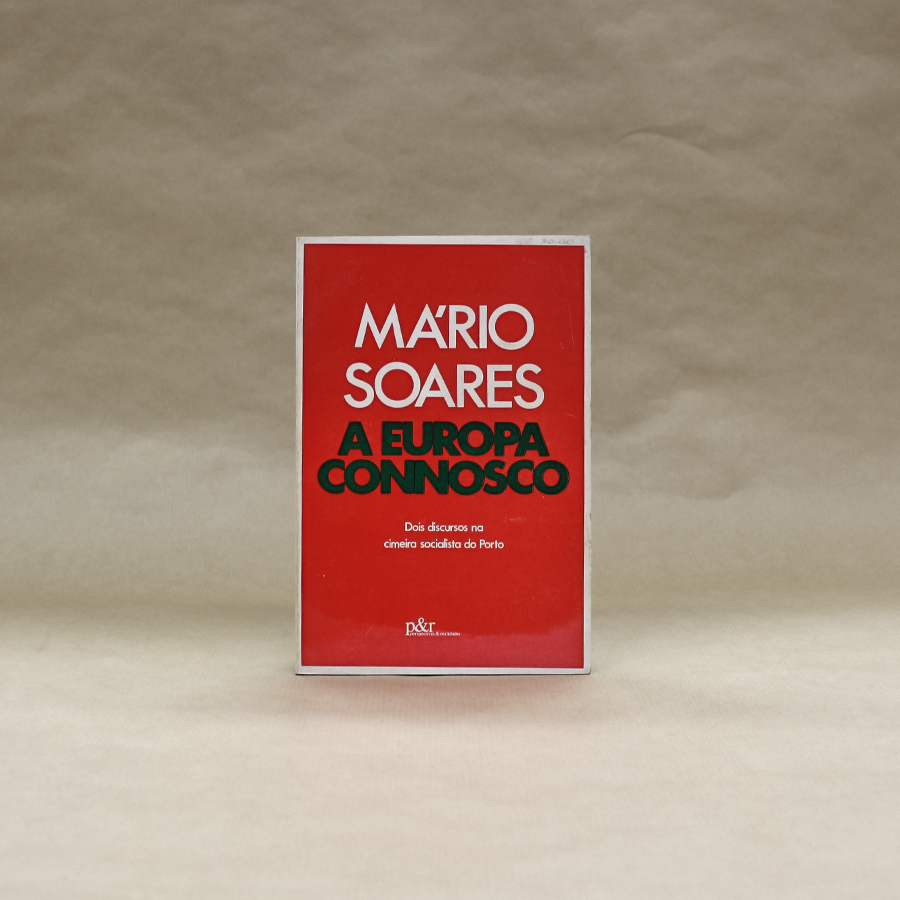 MÁRIO
SOARES
A EUROPA
CONNOSCO
Dois discursos na
cimeira socialista do Porto
p&r